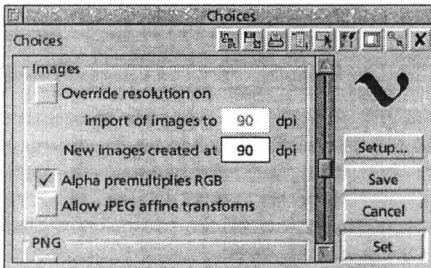 Choices
Choices
Images
Override resolution on
import of images to 90 dpi
New images created at 90 dpi
Alpha premultiplies RGB
Allow JPEG affine transforms
PNG
Setup...
Save
Cancel
Set